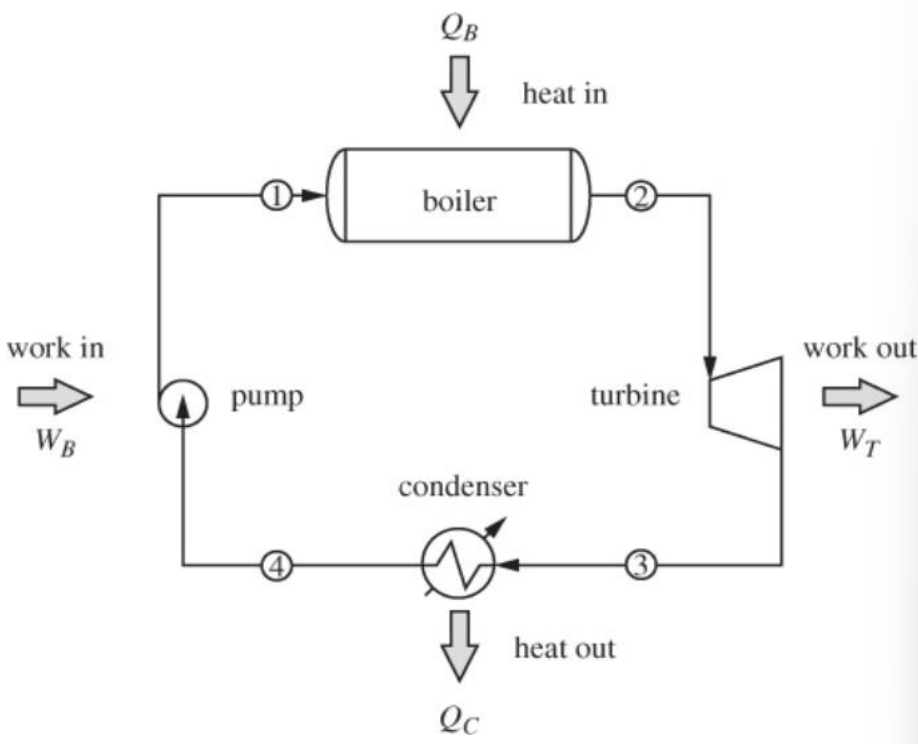 Q_B
heat in
1
boiler
2
work in
work out
pump
turbine
W_B
W_T
condenser
4
3
heat out
Q_C